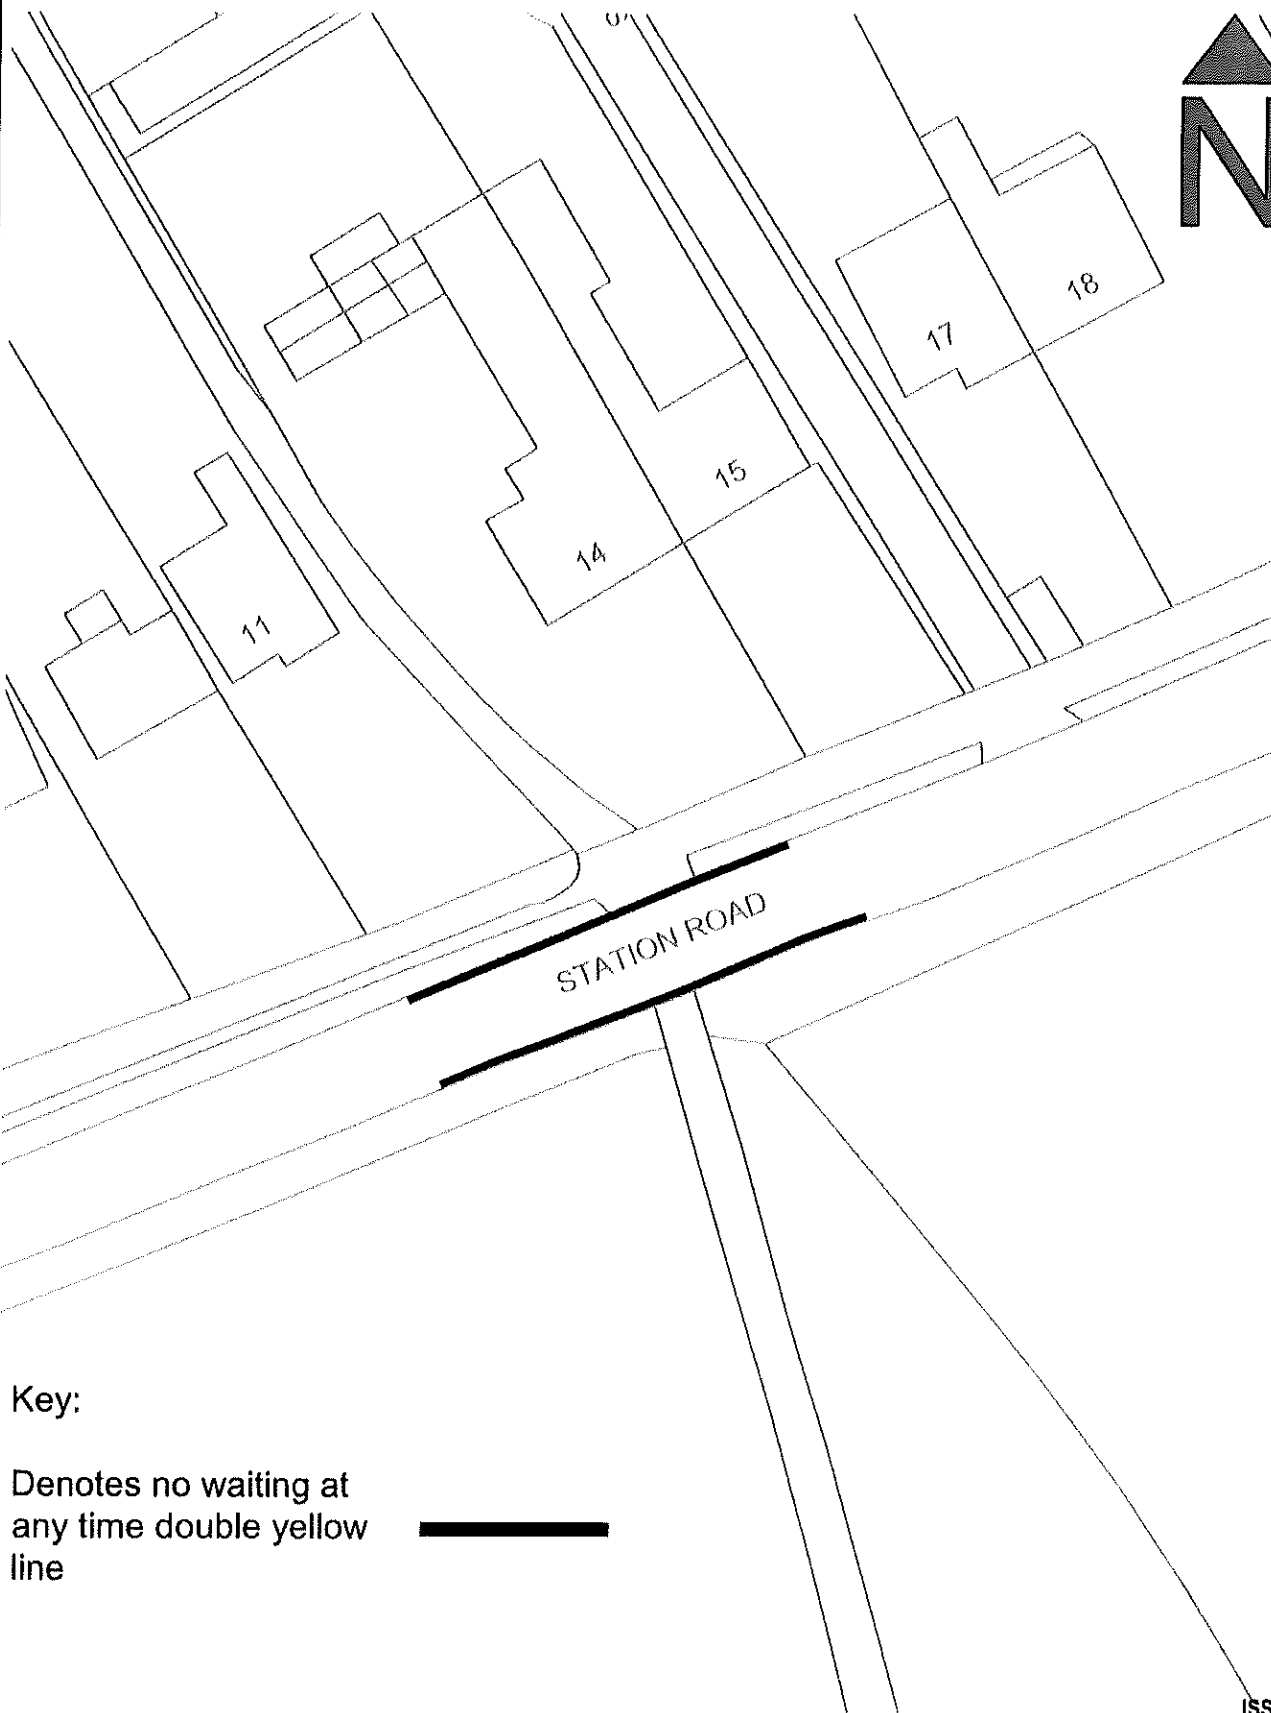 N
18
17
15
14
11
STATION ROAD
Key:
Denotes no waiting at
any time double yellow
line